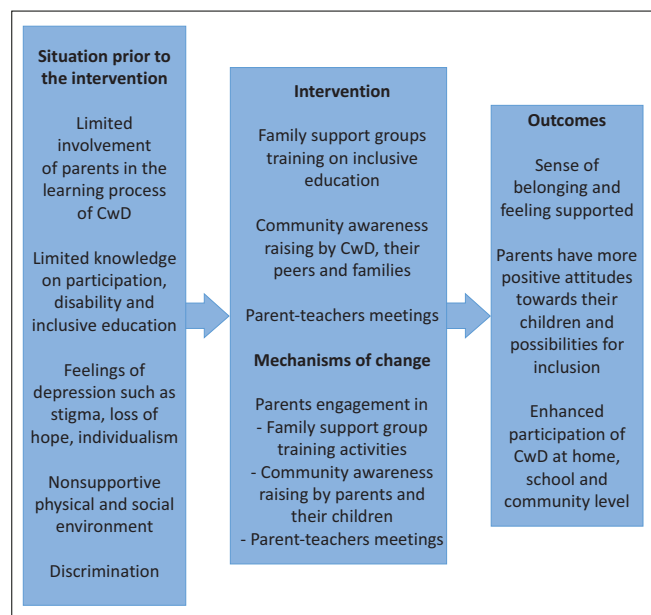 Situation prior to
the intervention
Limited
involvement
of parents in the
learning process
of CwD
Limited knowledge
on participation,
disability and
inclusive education
Feelings of
depression such as
stigma, loss of
hope, individualism
Nonsupportive
physical and social
environment
Discrimination
Intervention
Family support groups
training on inclusive
education
Community awareness
raising by CwD, their
peers and families
Parent-teachers meetings
Mechanisms of change
Parents engagement in
- Family support group
training activities
- Community awareness
raising by parents and
their children
- Parent-teachers meetings
Outcomes
Sense of
belonging and
feeling supported
Parents have more
positive attitudes
towards their
children and
possibilities for
inclusion
Enhanced
participation of
CwD at home,
school and
community level